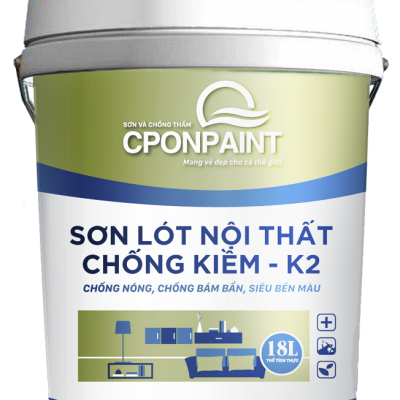 SƠN VÀ CHỐNG THẤM
CPONPAINT
Mang vẻ đẹp cho cả thế giới
SƠN LÓT NỘI THẤT
CHỐNG KIỀM - K2
CHỐNG NÓNG, CHỐNG BÁM BẨN, SIÊU BỀN MÀU
18L
THỂ TÍCH THỰC